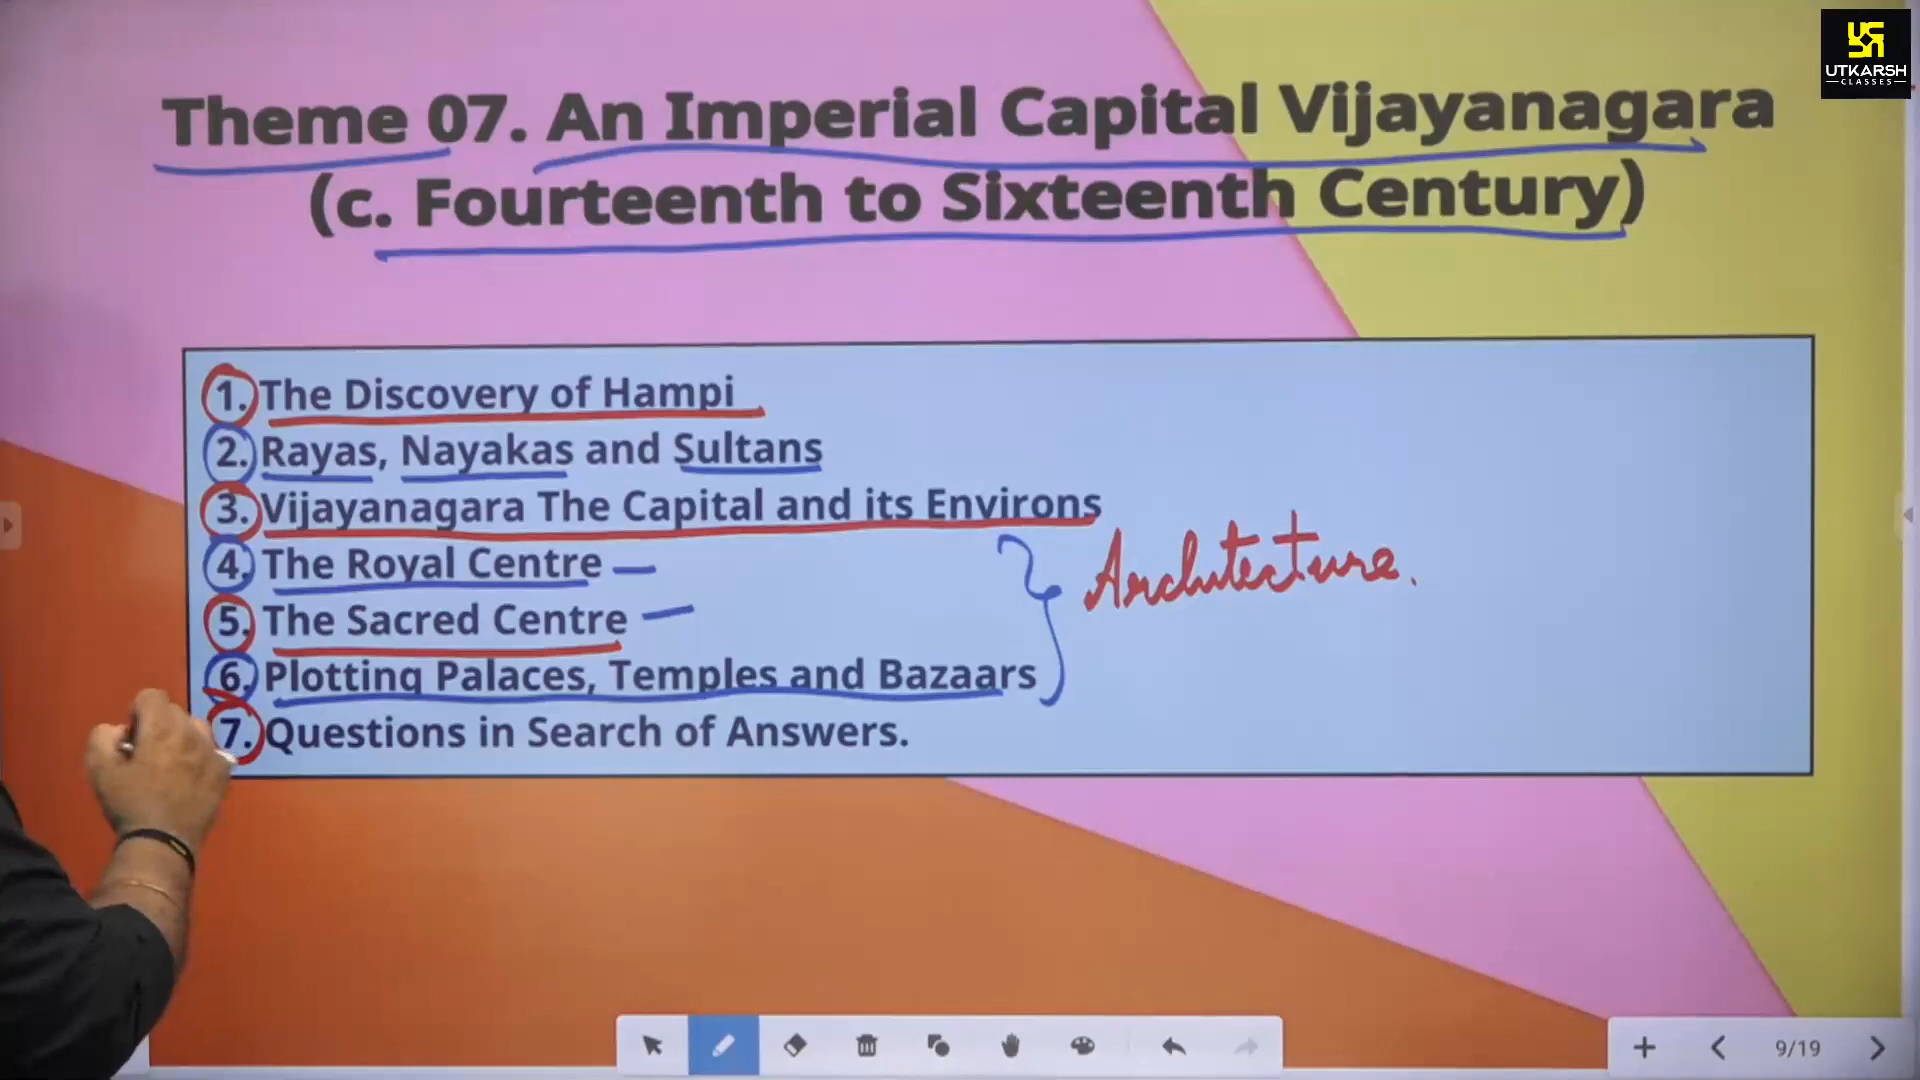 UTKARSH
CLASSES
Theme 07. An Imperial Capital Vijayanagara
(c. Fourteenth to Sixteenth Century)
1. The Discovery of Hampi
2. Rayas, Nayakas and Sultans
3. Vijayanagara The Capital and its Environs
4. The Royal Centre
5. The Sacred Centre
6. Plotting Palaces, Temples and Bazaars
7. Questions in Search of Answers.
Architecture.
9/19